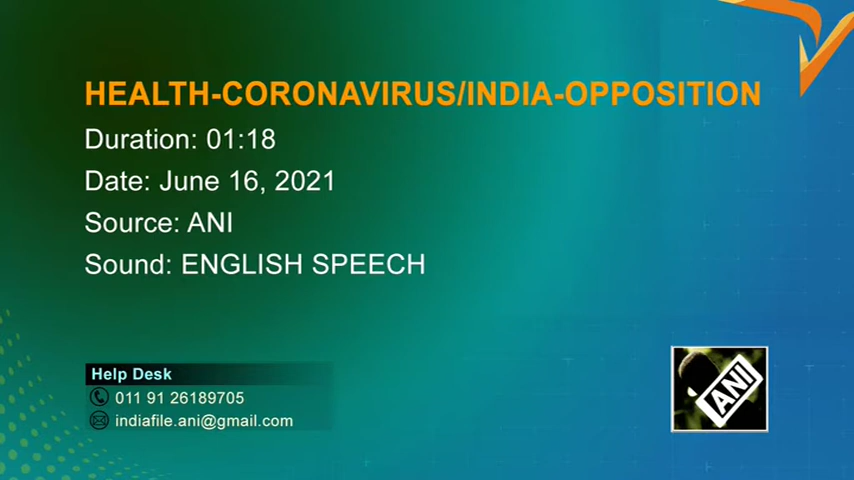 HEALTH-CORONAVIRUS/INDIA-OPPOSITION
Duration: 01:18
Date: June 16, 2021
Source: ANI
Sound: ENGLISH SPEECH
Help Desk
011 91 26189705
indiafile.ani@gmail.com
ANI